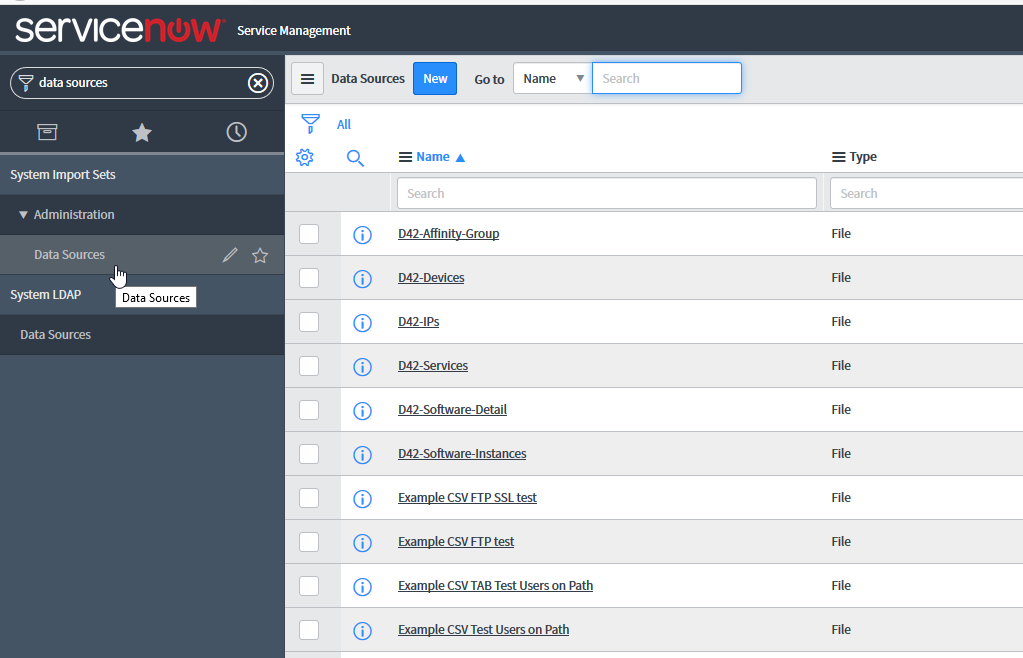 servicenow Service Management
data sources
Data Sources New Go to Name Search
All
Name Type
Search Search
System Import Sets
Administration
Data Sources
Data Sources
System LDAP
Data Sources
D42-Affinity-Group File
D42-Devices File
D42-IPs File
D42-Services File
D42-Software-Detail File
D42-Software-Instances File
Example CSV FTP SSL test File
Example CSV FTP test File
Example CSV TAB Test Users on Path File
Example CSV Test Users on Path File